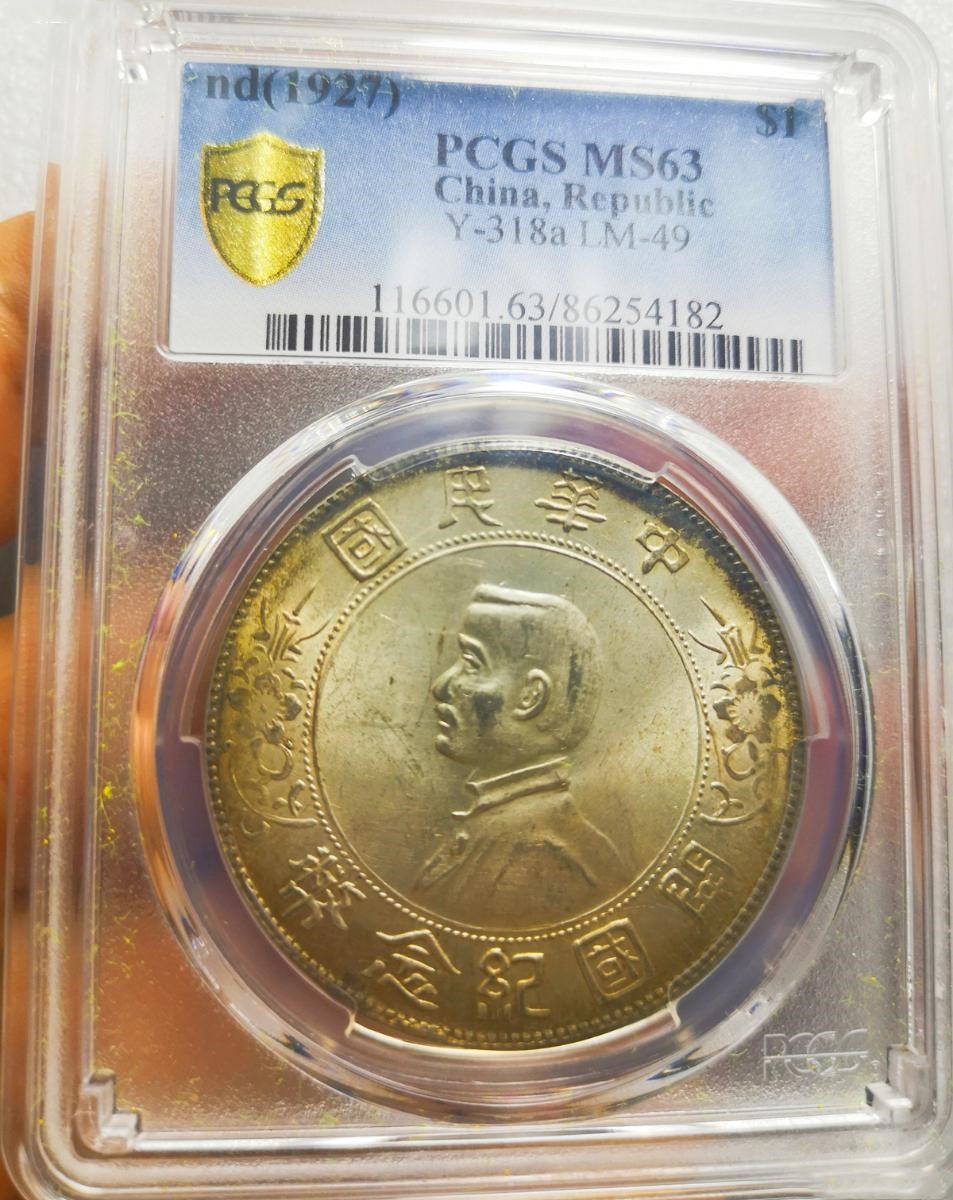 nd(1927)
$1
PCGS MS63
China, Republic
Y-318a LM-49
116601.63/86254182
PCGS
中華民國
開國紀念幣
PCGS